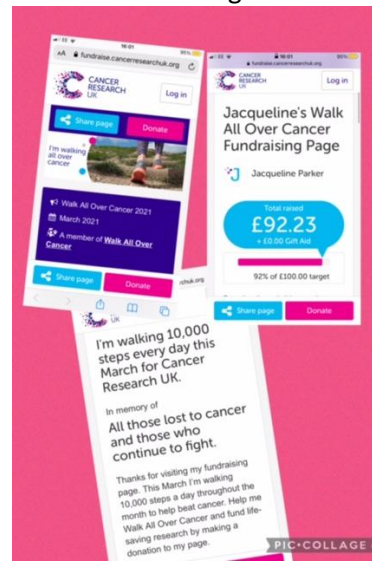 16:01
95%
AA fundraise.cancerresearchuk.org
CANCER
RESEARCH
UK
Log in
Share page
Donate
I'm walking
all over
cancer
Walk All Over Cancer 2021
March 2021
A member of Walk All Over
Cancer
Share page
Donate
16:01
95%
fundraise.cancerresearchuk.org
CANCER
RESEARCH
UK
Log in
Jacqueline's Walk
All Over Cancer
Fundraising Page
J Jacqueline Parker
Total raised
£92.23
+ £0.00 Gift Aid
92% of £100.00 target
Share page
Donate
rchuk.org
UK
I'm walking 10,000
steps every day this
March for Cancer
Research UK.
In memory of
All those lost to cancer
and those who
continue to fight.
Thanks for visiting my fundraising
page. This March I'm walking
10,000 steps a day throughout the
month to help beat cancer. Help me
Walk All Over Cancer and fund life-
saving research by making a
donation to my page.
PIC•COLLAGE